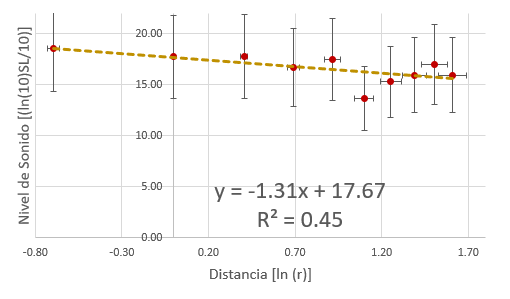 20.00
15.00
10.00
5.00
0.00
Nivel de Sonido [(ln(10)SL/10)]
y = -1.31x + 17.67
R² = 0.45
-0.80 -0.30 0.20 0.70 1.20 1.70
Distancia [ln (r)]